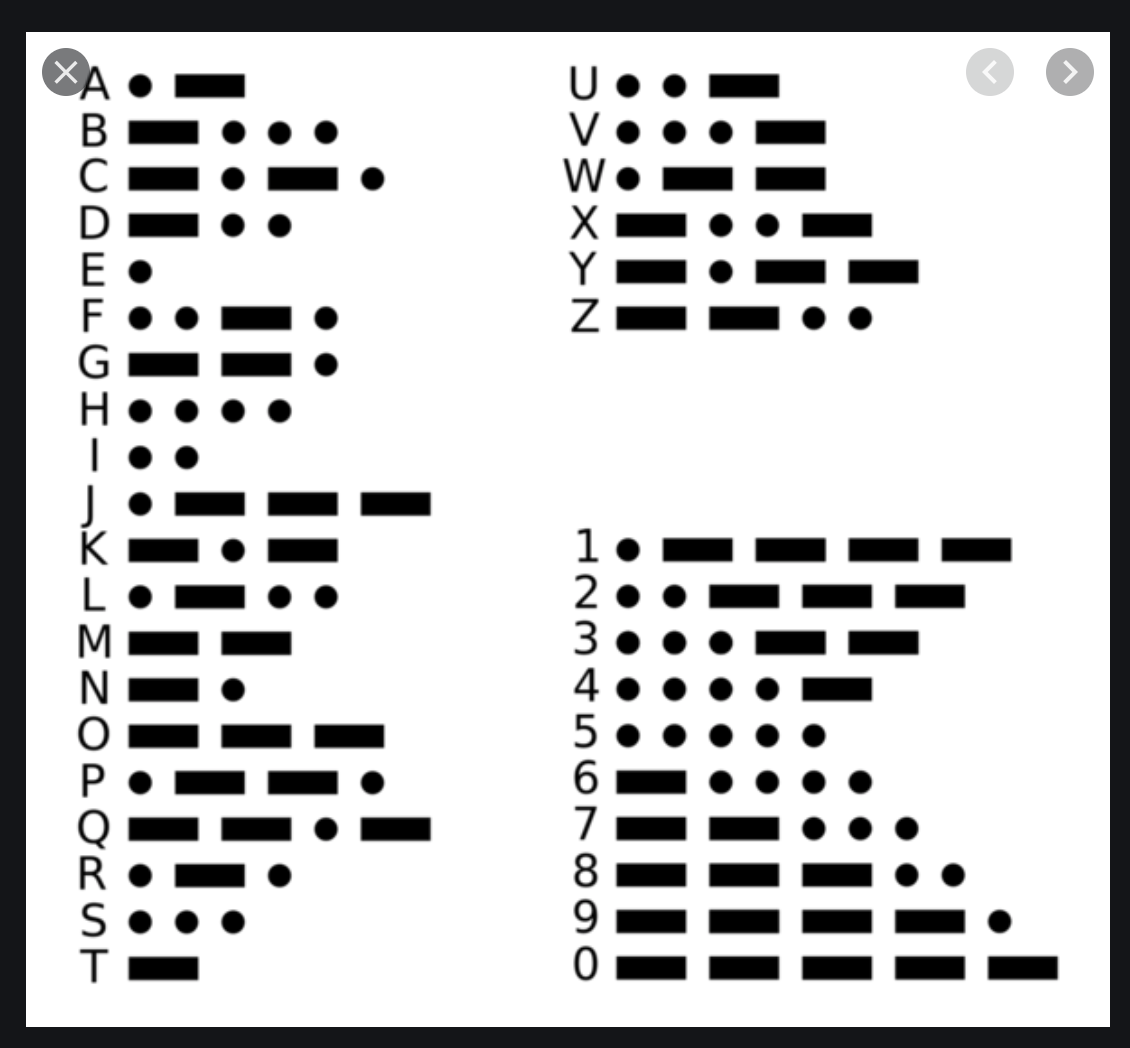 A ● ▬
B ▬ ● ● ●
C ▬ ● ▬ ●
D ▬ ● ●
E ●
F ● ● ▬ ●
G ▬ ▬ ●
H ● ● ● ●
I ● ●
J ● ▬ ▬ ▬
K ▬ ● ▬
L ● ▬ ● ●
M ▬ ▬
N ▬ ●
O ▬ ▬ ▬
P ● ▬ ▬ ●
Q ▬ ▬ ● ▬
R ● ▬ ●
S ● ● ●
T ▬
U ● ● ▬
V ● ● ● ▬
W ● ▬ ▬
X ▬ ● ● ▬
Y ▬ ● ▬ ▬
Z ▬ ▬ ● ●
1 ● ▬ ▬ ▬ ▬
2 ● ● ▬ ▬ ▬
3 ● ● ● ▬ ▬
4 ● ● ● ● ▬
5 ● ● ● ● ●
6 ▬ ● ● ● ●
7 ▬ ▬ ● ● ●
8 ▬ ▬ ▬ ● ●
9 ▬ ▬ ▬ ▬ ●
0 ▬ ▬ ▬ ▬ ▬